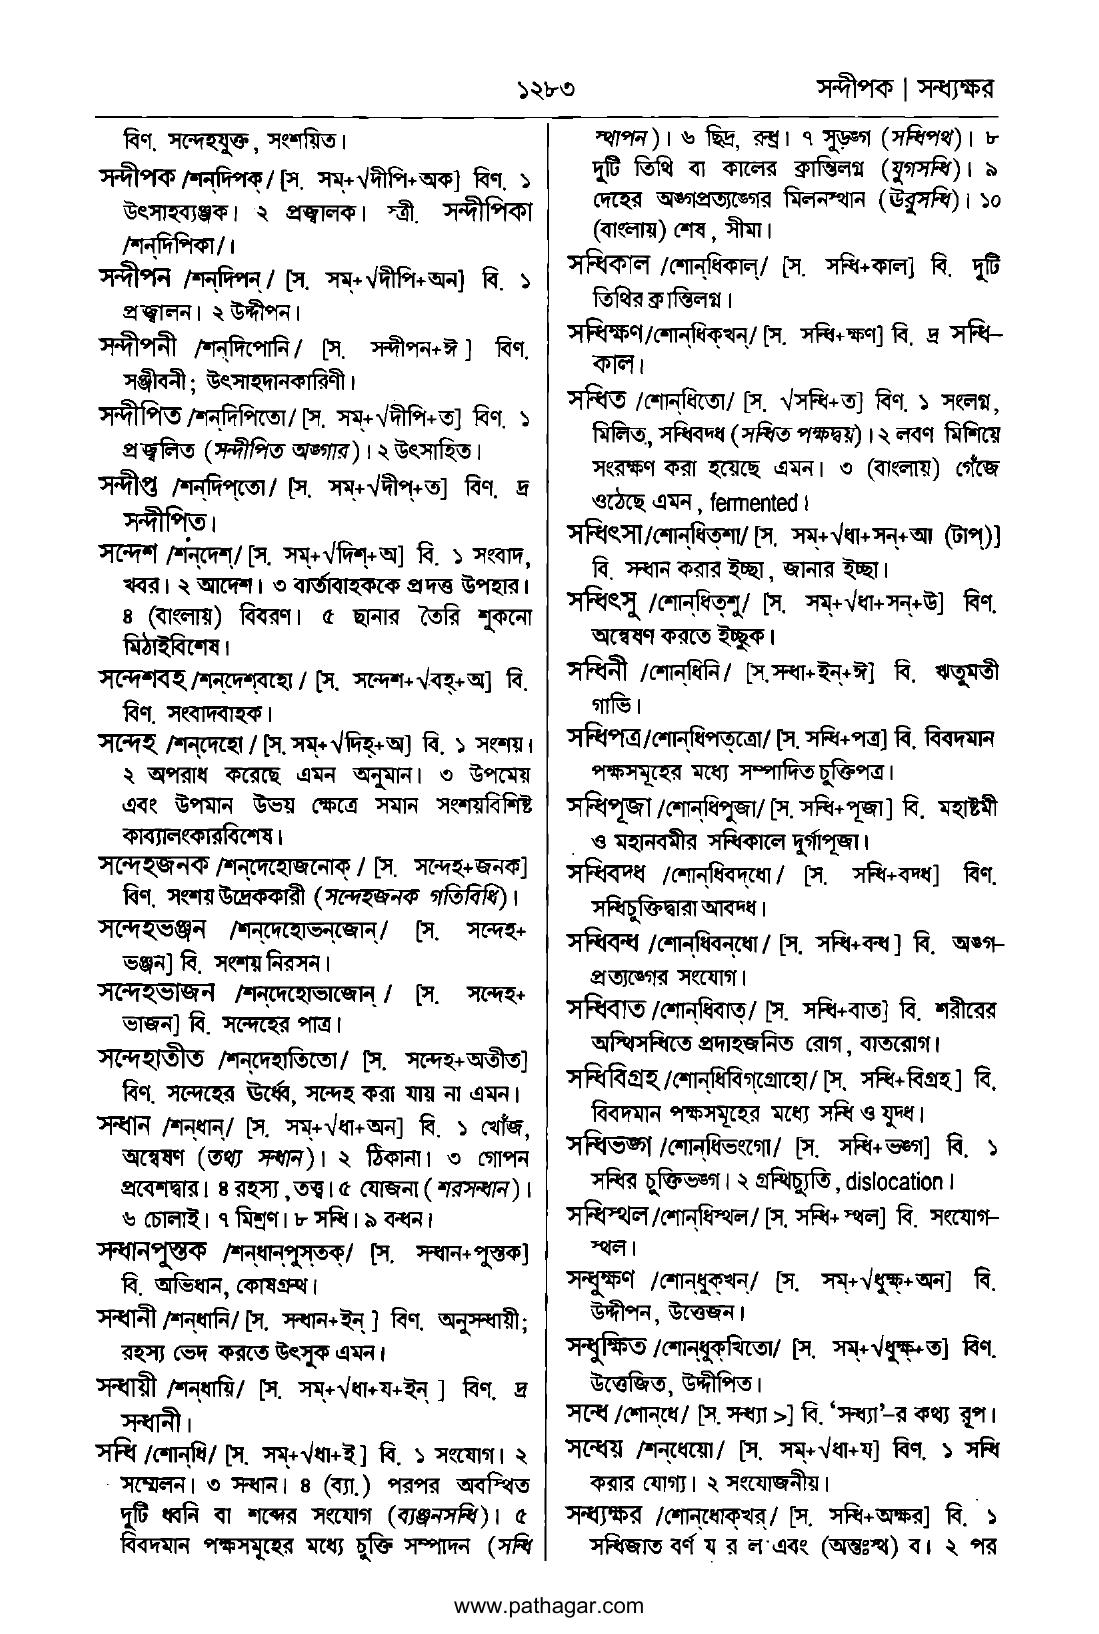 ১২৮৩
সন্দীপক | সন্ধ্যক্ষর
বিণ. সন্দেহযুক্ত, সংশয়িত।
সন্দীপক /শন্‌দিপক্‌/ [স. সম্‌+√দীপি+অক] বিণ. ১
উৎসাহব্যঞ্জক। ২ প্রজ্বালক। স্ত্রী. সন্দীপিকা
/শন্‌দিপিকা/।
সন্দীপন /শন্‌দিপন্‌/ [স. সম্‌+√দীপি+অন] বি. ১
প্রজ্বালন। ২ উদ্দীপন।
সন্দীপনী /শন্‌দিপোনি/ [স. সন্দীপন+ঈ] বিণ.
সঞ্জীবনী; উৎসাহদানকারিণী।
সন্দীপিত /শন্‌দিপিতো/ [স. সম্‌+√দীপি+ত] বিণ. ১
প্রজ্বলিত (সন্দীপিত অঙ্গার)। ২ উৎসাহিত।
সন্দীপ্ত /শন্‌দিপ্‌তো/ [স. সম্‌+√দীপ্‌+ত] বিণ. দ্র
সন্দীপিত।
সন্দেশ /শন্‌দেশ্‌/ [স. সম্‌+√দিশ্‌+অ] বি. ১ সংবাদ,
খবর। ২ আদেশ। ৩ বার্তাবাহককে প্রদত্ত উপহার।
৪ (বাংলায়) বিবরণ। ৫ ছানার তৈরি শুকনো
মিঠাইবিশেষ।
সন্দেশবহ /শন্‌দেশ্‌বহো/ [স. সন্দেশ+√বহ্‌+অ] বি.
বিণ. সংবাদবাহক।
সন্দেহ /শন্‌দেহো/ [স. সম্‌+√দিহ্‌+অ] বি. ১ সংশয়।
২ অপরাধ করেছে এমন অনুমান। ৩ উপমেয়
এবং উপমান উভয় ক্ষেত্রে সমান সংশয়বিশিষ্ট
কাব্যালংকারবিশেষ।
সন্দেহজনক /শন্‌দেহোজনোক্‌/ [স. সন্দেহ+জনক]
বিণ. সংশয় উদ্রেককারী (সন্দেহজনক গতিবিধি)।
সন্দেহভঞ্জন /শন্‌দেহোভন্‌জোন্‌/ [স. সন্দেহ+
ভঞ্জন] বি. সংশয় নিরসন।
সন্দেহভাজন /শন্‌দেহোভাজোন্‌/ [স. সন্দেহ+
ভাজন] বি. সন্দেহের পাত্র।
সন্দেহাতীত /শন্‌দেহাতিতো/ [স. সন্দেহ+অতীত]
বিণ. সন্দেহের ঊর্ধ্বে, সন্দেহ করা যায় না এমন।
সন্ধান /শন্‌ধান্‌/ [স. সম্‌+√ধা+অন] বি. ১ খোঁজ,
অন্বেষণ (তথ্য সন্ধান)। ২ ঠিকানা। ৩ গোপন
প্রবেশদ্বার। ৪ রহস্য, তত্ত্ব। ৫ যোজনা (শরসন্ধান)।
৬ চোলাই। ৭ মিশ্রণ। ৮ সন্ধি। ৯ বন্ধন।
সন্ধানপুস্তক /শন্‌ধান্‌পুস্‌তক্‌/ [স. সন্ধান+পুস্তক]
বি. অভিধান, কোষগ্রন্থ।
সন্ধানী /শন্‌ধানি/ [স. সন্ধান+ইন্‌] বিণ. অনুসন্ধায়ী;
রহস্য ভেদ করতে উৎসুক এমন।
সন্ধায়ী /শন্‌ধায়ি/ [স. সম্‌+√ধা+য+ইন্‌] বিণ. দ্র
সন্ধানী।
সন্ধি /শোন্‌ধি/ [স. সম্‌+√ধা+ই] বি. ১ সংযোগ। ২
সম্মেলন। ৩ সন্ধান। ৪ (ব্যা.) পরপর অবস্থিত
দুটি ধ্বনি বা শব্দের সংযোগ (ব্যঞ্জনসন্ধি)। ৫
বিবদমান পক্ষসমূহের মধ্যে চুক্তি সম্পাদন (সন্ধি
স্থাপন)। ৬ ছিদ্র, রন্ধ্র। ৭ সুড়ঙ্গ (সন্ধিপথ)। ৮
দুটি তিথি বা কালের ক্রান্তিলগ্ন (যুগসন্ধি)। ৯
দেহের অঙ্গপ্রত্যঙ্গের মিলনস্থান (ঊরুসন্ধি)। ১০
(বাংলায়) শেষ, সীমা।
সন্ধিকাল /শোন্‌ধিকাল্‌/ [স. সন্ধি+কাল] বি. দুটি
তিথির ক্রান্তিলগ্ন।
সন্ধিক্ষণ /শোন্‌ধিক্‌খন্‌/ [স. সন্ধি+ক্ষণ] বি. দ্র সন্ধি–
কাল।
সন্ধিত /শোন্‌ধিতো/ [স. √সন্ধি+ত] বিণ. ১ সংলগ্ন,
মিলিত, সন্ধিবদ্ধ (সন্ধিত পক্ষদ্বয়)। ২ লবণ মিশিয়ে
সংরক্ষণ করা হয়েছে এমন। ৩ (বাংলায়) গেঁজে
ওঠেছে এমন, fermented।
সন্ধিৎসা /শোন্‌ধিত্‌শা/ [স. সম্‌+√ধা+সন্‌+আ (টাপ্‌)]
বি. সন্ধান করার ইচ্ছা, জানার ইচ্ছা।
সন্ধিৎসু /শোন্‌ধিত্‌শু/ [স. সম্‌+√ধা+সন্‌+উ] বিণ.
অন্বেষণ করতে ইচ্ছুক।
সন্ধিনী /শোন্‌ধিনি/ [স. সন্ধা+ইন্‌+ঈ] বি. ঋতুমতী
গাভি।
সন্ধিপত্র /শোন্‌ধিপত্‌ত্রো/ [স. সন্ধি+পত্র] বি. বিবদমান
পক্ষসমূহের মধ্যে সম্পাদিত চুক্তিপত্র।
সন্ধিপূজা /শোন্‌ধিপুজা/ [স. সন্ধি+পূজা] বি. মহাষ্টমী
ও মহানবমীর সন্ধিকালে দুর্গাপূজা।
সন্ধিবদ্ধ /শোন্‌ধিবদ্‌ধো/ [স. সন্ধি+বদ্ধ] বিণ.
সন্ধিচুক্তিদ্বারা আবদ্ধ।
সন্ধিবন্ধ /শোন্‌ধিবন্‌ধো/ [স. সন্ধি+বন্ধ] বি. অঙ্গ–
প্রত্যঙ্গের সংযোগ।
সন্ধিবাত /শোন্‌ধিবাত্‌/ [স. সন্ধি+বাত] বি. শরীরের
অস্থিসন্ধিতে প্রদাহজনিত রোগ, বাতরোগ।
সন্ধিবিগ্রহ /শোন্‌ধিবিগ্‌গ্রোহো/ [স. সন্ধি+বিগ্রহ] বি.
বিবদমান পক্ষসমূহের মধ্যে সন্ধি ও যুদ্ধ।
সন্ধিভঙ্গ /শোন্‌ধিভংগো/ [স. সন্ধি+ভঙ্গ] বি. ১
সন্ধির চুক্তিভঙ্গ। ২ গ্রন্থিচ্যুতি, dislocation।
সন্ধিস্থল /শোন্‌ধিস্থল/ [স. সন্ধি+স্থল] বি. সংযোগ–
স্থল।
সন্ধুক্ষণ /শোন্‌ধুক্‌খন্‌/ [স. সম্‌+√ধুক্ষ্‌+অন] বি.
উদ্দীপন, উত্তেজন।
সন্ধুক্ষিত /শোন্‌ধুক্‌খিতো/ [স. সম্‌+√ধুক্ষ্‌+ত] বিণ.
উত্তেজিত, উদ্দীপিত।
সন্ধে /শোন্‌ধে/ [স. সন্ধ্যা >] বি. ‘সন্ধ্যা’–র কথ্য রূপ।
সন্ধেয় /শন্‌ধেয়ো/ [স. সম্‌+√ধা+য] বিণ. ১ সন্ধি
করার যোগ্য। ২ সংযোজনীয়।
সন্ধ্যক্ষর /শোন্‌ধোক্‌খর্‌/ [স. সন্ধি+অক্ষর] বি. ১
সন্ধিজাত বর্ণ য র ল এবং (অন্তঃস্থ) ব। ২ পর
www.pathagar.com